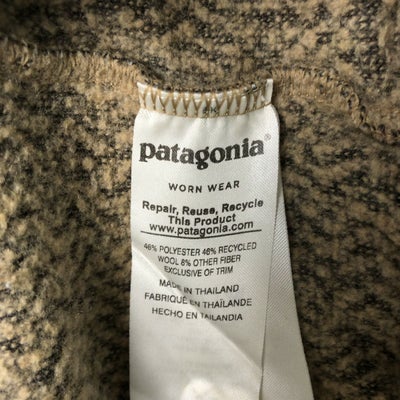 patagonia®
WORN WEAR
Repair, Reuse, Recycle
This Product
www.patagonia.com
46% POLYESTER 46% RECYCLED
WOOL 8% OTHER FIBER
EXCLUSIVE OF TRIM
MADE IN THAILAND
FABRIQUÉ EN THAÏLANDE
HECHO EN TAILANDIA